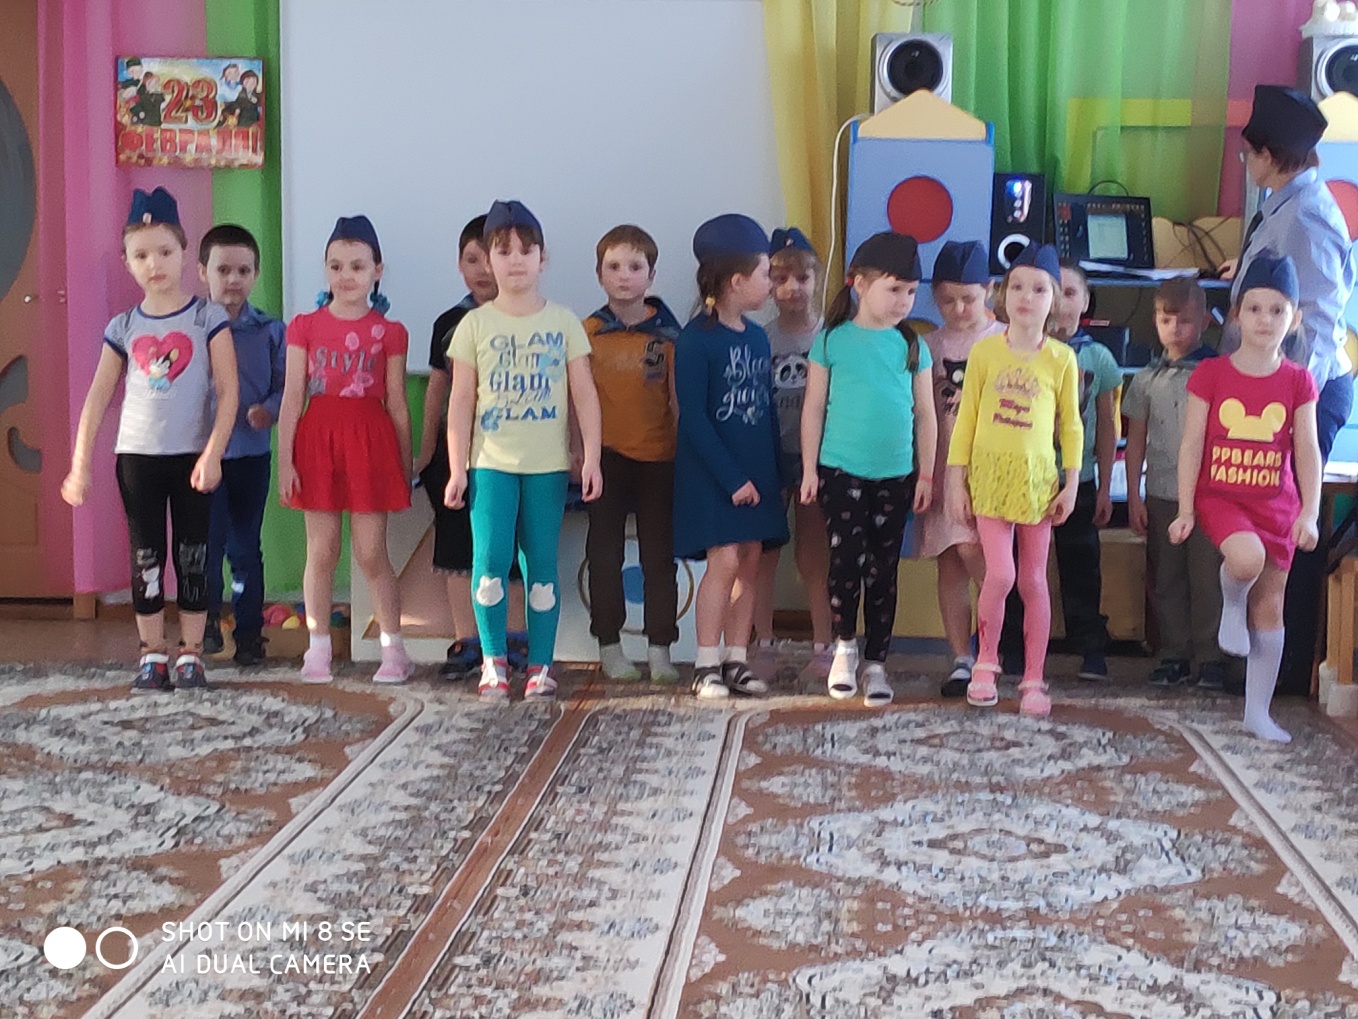 23
ФЕВРАЛЯ!
Style
GLAM
Glam
Glam
GLAM
PPBEARS
FASHION
SHOT ON MI 8 SE
AI DUAL CAMERA